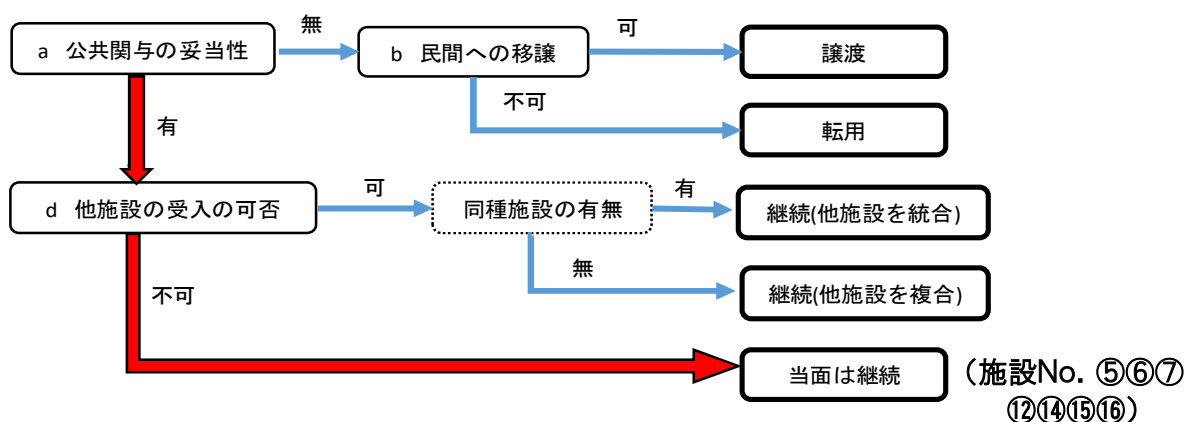 a 公共関与の妥当性
無
b 民間への移譲
可
譲渡
不可
転用
有
d 他施設の受入の可否
可
同種施設の有無
有
継続(他施設を統合)
無
継続(他施設を複合)
不可
当面は継続
(施設No. ⑤⑥⑦
⑫⑭⑮⑯)